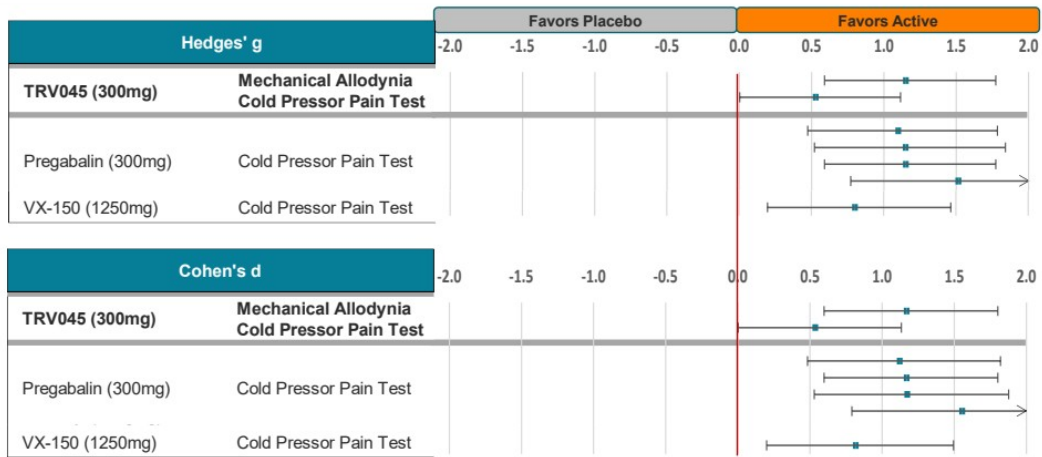 Favors Placebo Favors Active
Hedges' g -2.0 -1.5 -1.0 -0.5 0.0 0.5 1.0 1.5 2.0
TRV045 (300mg) Mechanical Allodynia
Cold Pressor Pain Test
Pregabalin (300mg) Cold Pressor Pain Test
VX-150 (1250mg) Cold Pressor Pain Test
Cohen's d -2.0 -1.5 -1.0 -0.5 0.0 0.5 1.0 1.5 2.0
TRV045 (300mg) Mechanical Allodynia
Cold Pressor Pain Test
Pregabalin (300mg) Cold Pressor Pain Test
VX-150 (1250mg) Cold Pressor Pain Test